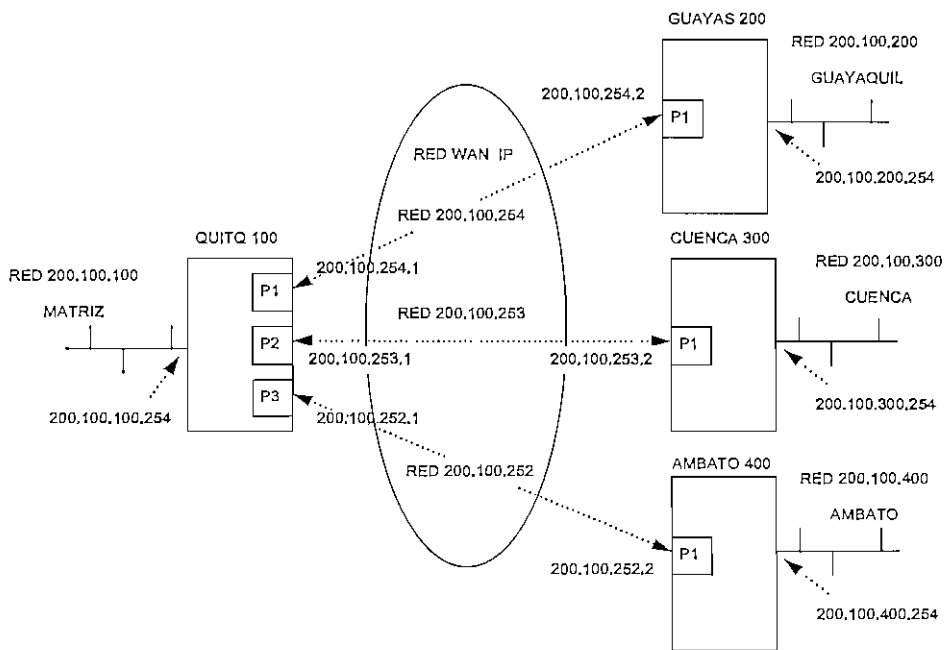 GUAYAS 200
RED 200.100.200
GUAYAQUIL
200.100.254.2
P1
200.100.200.254
RED WAN IP
RED 200.100.254
QUITO 100
RED 200.100.100
MATRIZ
200.100.254.1
P1
P2
P3
200.100.100.254
RED 200.100.253
200.100.253.1
200.100.253.2
CUENCA 300
RED 200.100.300
CUENCA
P1
200.100.300.254
200.100.252.1
RED 200.100.252
200.100.252.2
AMBATO 400
RED 200.100.400
AMBATO
P1
200.100.400.254